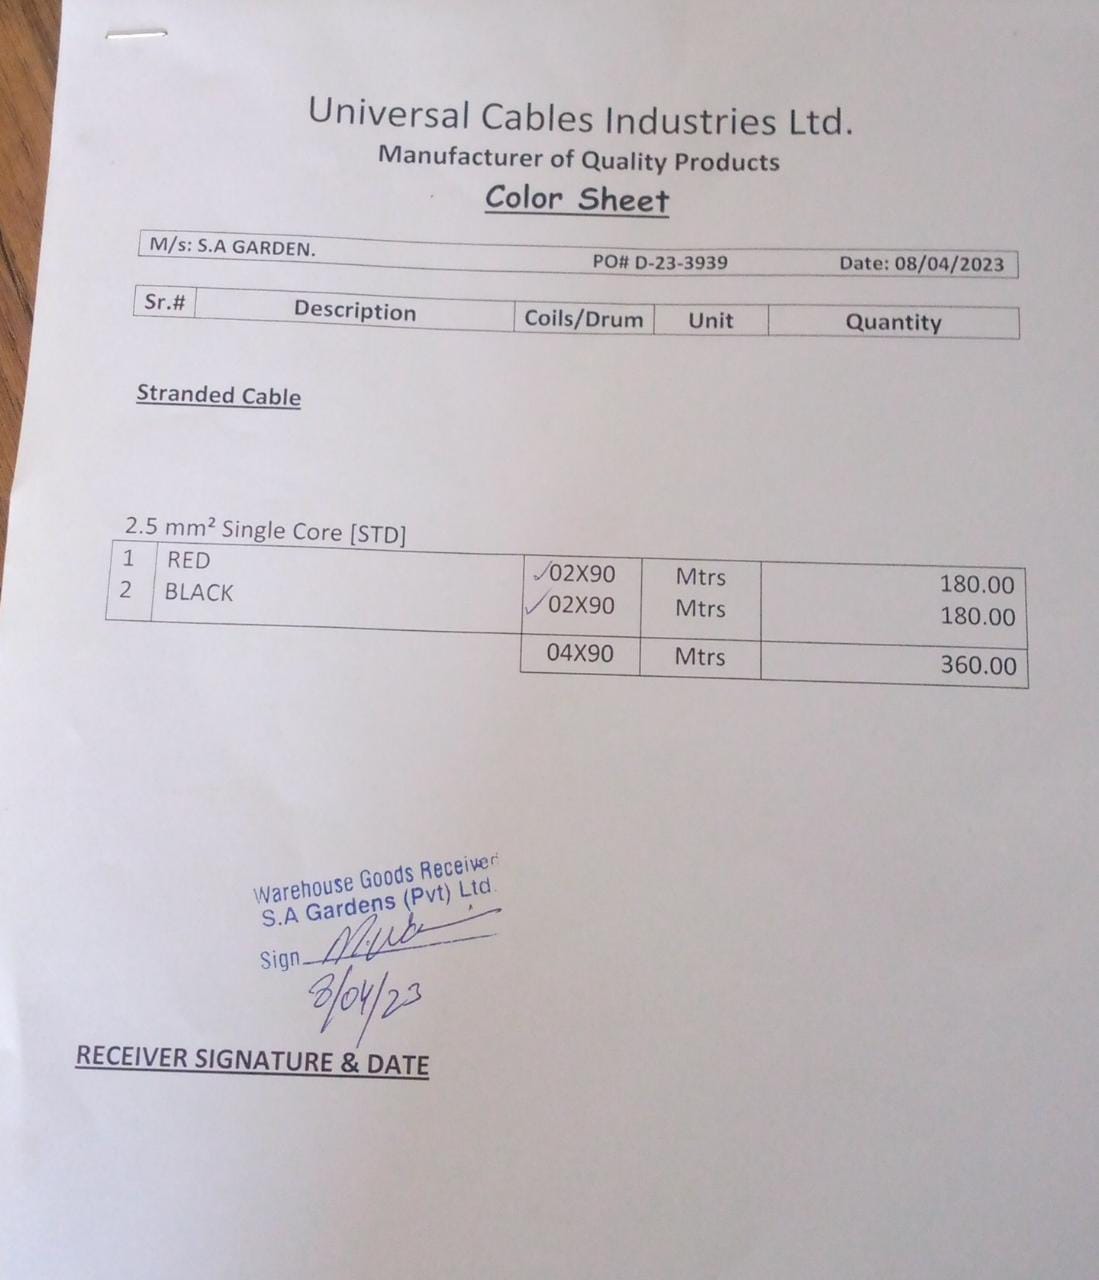 Universal Cables Industries Ltd.
Manufacturer of Quality Products
Color Sheet
M/s: S.A GARDEN. PO# D-23-3939 Date: 08/04/2023
Sr.# Description Coils/Drum Unit Quantity
Stranded Cable
2.5 mm² Single Core [STD]
1 RED ✓02X90 Mtrs 180.00
2 BLACK ✓02X90 Mtrs 180.00
04X90 Mtrs 360.00
Warehouse Goods Receiver
S.A Gardens (Pvt) Ltd.
Sign
8/04/23
RECEIVER SIGNATURE & DATE